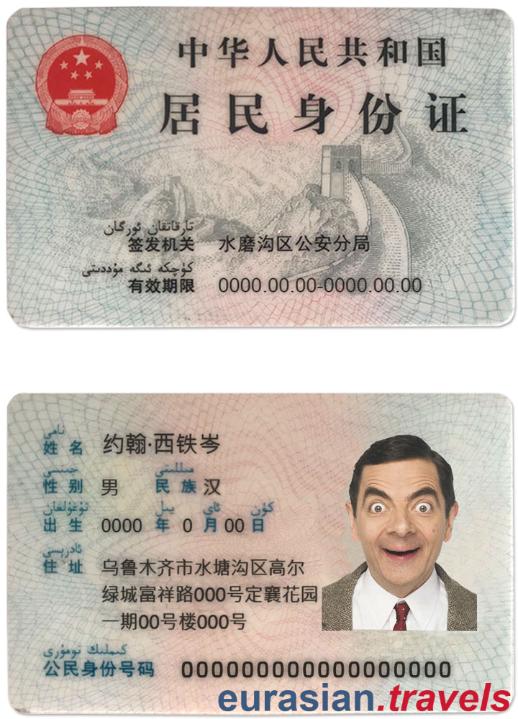 中华人民共和国
居民身份证
تارقاتقان ئورگان
签发机关 水磨沟区公安分局
كۈچكە ئىگە مۇددىتى
有效期限 0000.00.00-0000.00.00
نامى
姓名 约翰·西铁岑
جىنسى مىللىتى
性别 男 民族 汉
تۇغۇلغان يىل ئاي كۈن
出生 0000 年 0 月 00 日
ئادرېسى
住址 乌鲁木齐市水塘沟区高尔
绿城富祥路000号定襄花园
一期00号楼000号
كىملىك نومۇرى
公民身份号码 000000000000000000
eurasian.travels